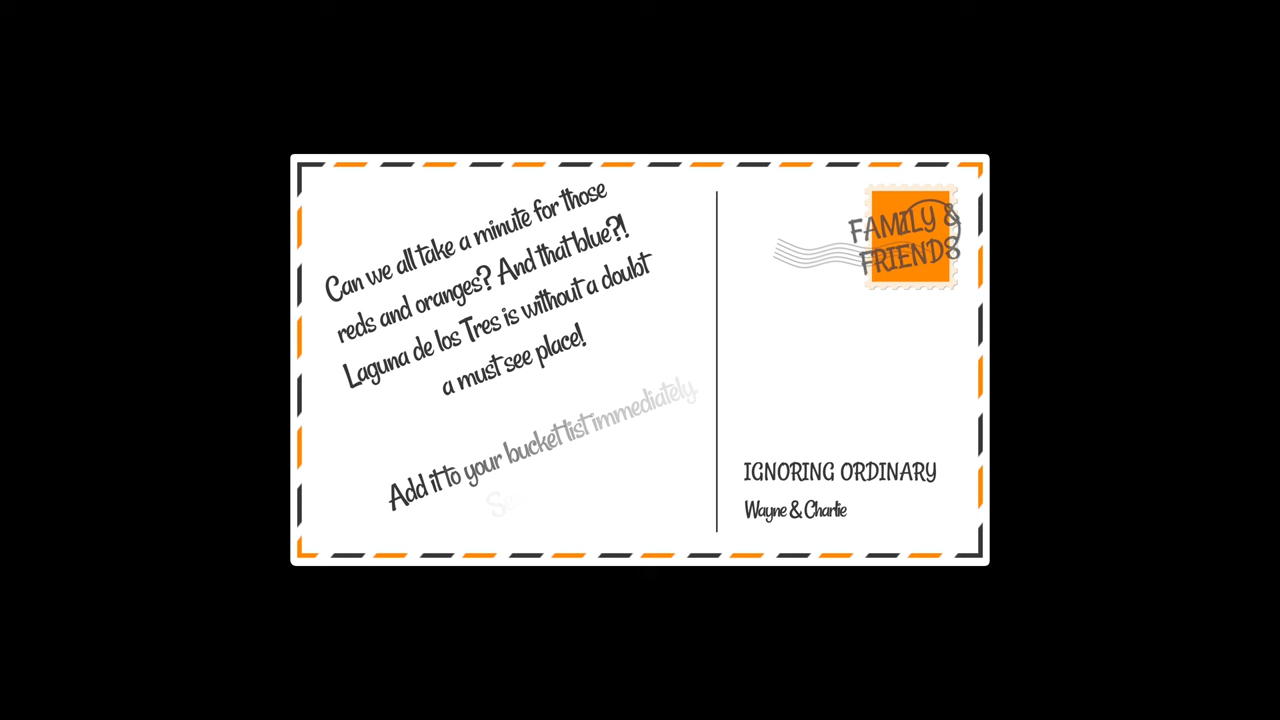 Can we all take a minute for those
reds and oranges? And that blue?!
Laguna de los Tres is without a doubt
a must see place!
Add it to your bucket list immediately.
FAMILY &
FRIENDS
IGNORING ORDINARY
Wayne & Charlie